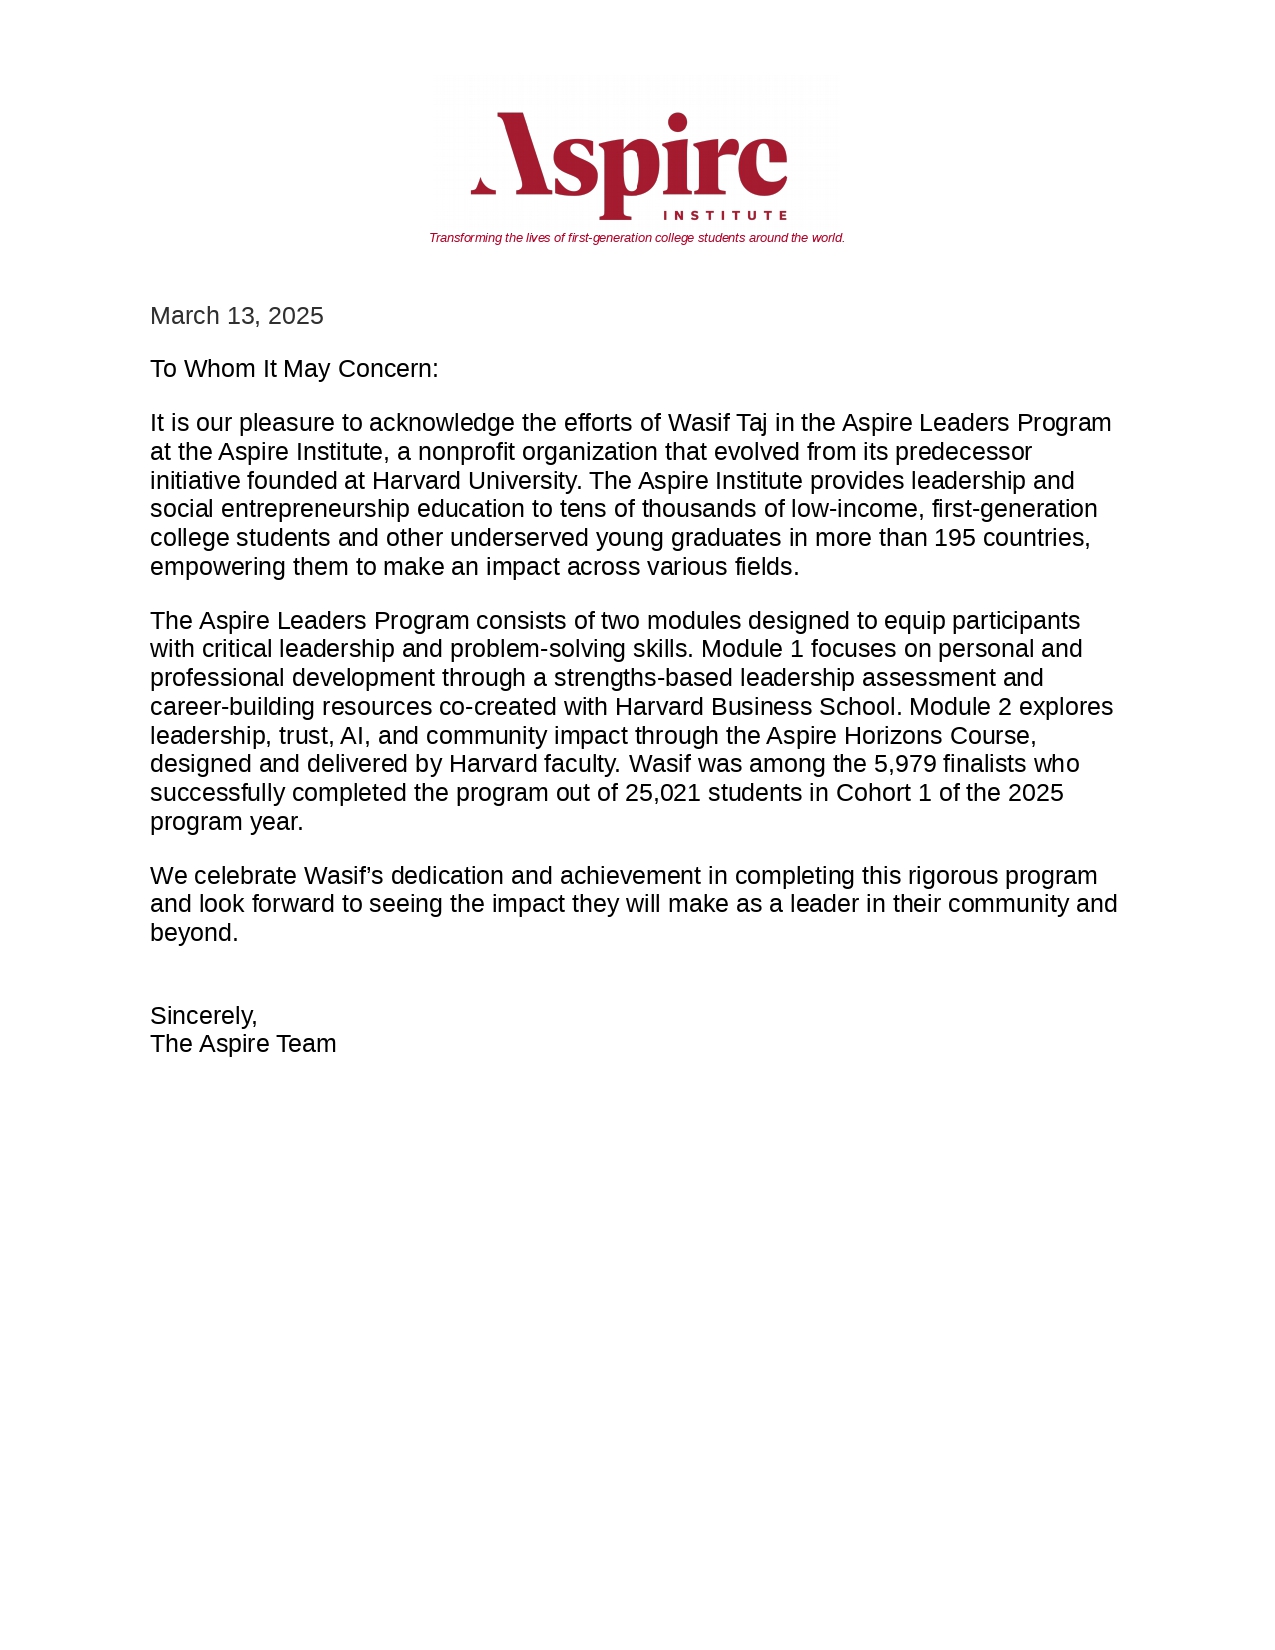 Aspire
INSTITUTE
Transforming the lives of first-generation college students around the world.
March 13, 2025
To Whom It May Concern:
It is our pleasure to acknowledge the efforts of Wasif Taj in the Aspire Leaders Program
at the Aspire Institute, a nonprofit organization that evolved from its predecessor
initiative founded at Harvard University. The Aspire Institute provides leadership and
social entrepreneurship education to tens of thousands of low-income, first-generation
college students and other underserved young graduates in more than 195 countries,
empowering them to make an impact across various fields.
The Aspire Leaders Program consists of two modules designed to equip participants
with critical leadership and problem-solving skills. Module 1 focuses on personal and
professional development through a strengths-based leadership assessment and
career-building resources co-created with Harvard Business School. Module 2 explores
leadership, trust, AI, and community impact through the Aspire Horizons Course,
designed and delivered by Harvard faculty. Wasif was among the 5,979 finalists who
successfully completed the program out of 25,021 students in Cohort 1 of the 2025
program year.
We celebrate Wasif’s dedication and achievement in completing this rigorous program
and look forward to seeing the impact they will make as a leader in their community and
beyond.
Sincerely,
The Aspire Team